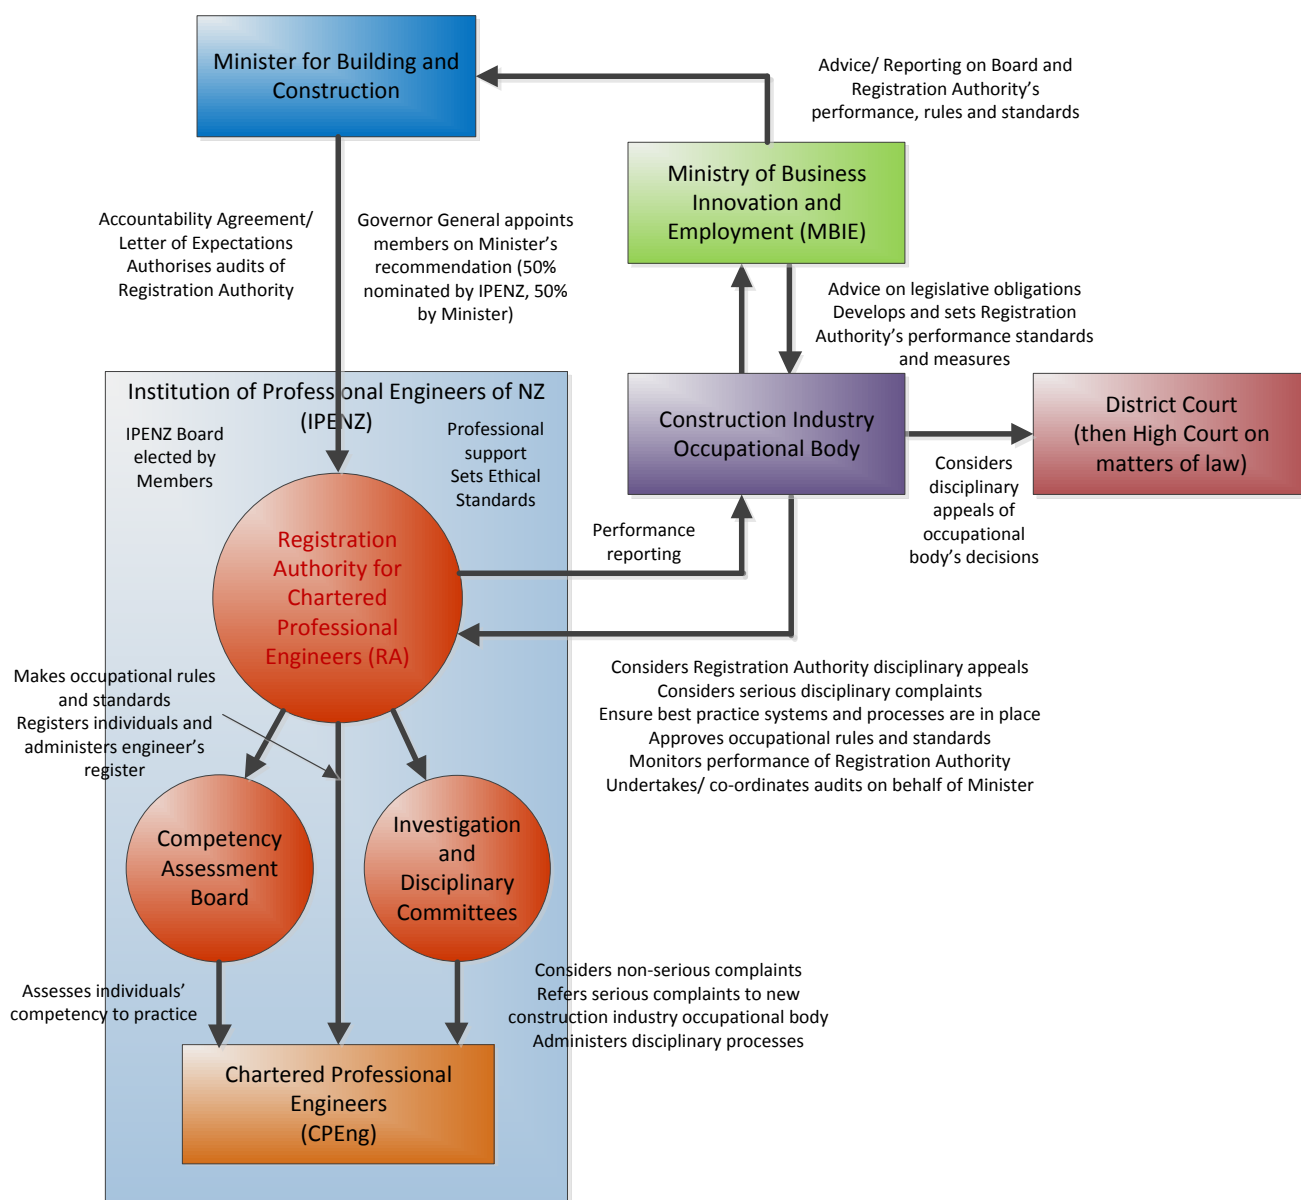 Minister for Building and
Construction
Advice/ Reporting on Board and
Registration Authority’s
performance, rules and standards
Ministry of Business
Innovation and
Employment (MBIE)
Accountability Agreement/
Letter of Expectations
Authorises audits of
Registration Authority
Governor General appoints
members on Minister’s
recommendation (50%
nominated by IPENZ, 50%
by Minister)
Advice on legislative obligations
Develops and sets Registration
Authority’s performance standards
and measures
Institution of Professional Engineers of NZ
(IPENZ)
IPENZ Board
elected by
Members
Professional
support
Sets Ethical
Standards
Construction Industry
Occupational Body
District Court
(then High Court on
matters of law)
Considers
disciplinary
appeals of
occupational
body’s decisions
Performance
reporting
Registration
Authority for
Chartered
Professional
Engineers (RA)
Makes occupational rules
and standards
Registers individuals and
administers engineer’s
register
Considers Registration Authority disciplinary appeals
Considers serious disciplinary complaints
Ensure best practice systems and processes are in place
Approves occupational rules and standards
Monitors performance of Registration Authority
Undertakes/ co-ordinates audits on behalf of Minister
Competency
Assessment
Board
Investigation
and
Disciplinary
Committees
Assesses individuals’
competency to practice
Considers non-serious complaints
Refers serious complaints to new
construction industry occupational body
Administers disciplinary processes
Chartered Professional
Engineers
(CPEng)